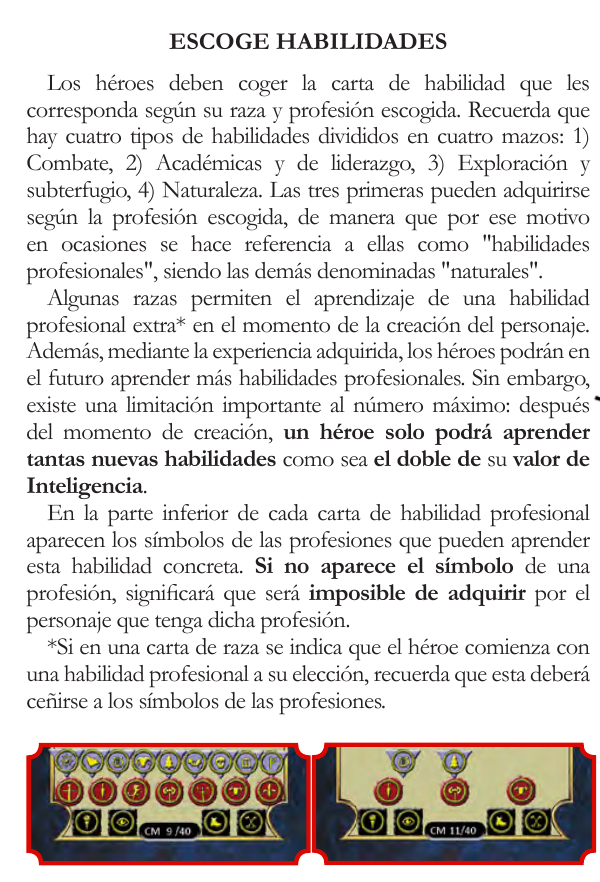 ESCOGE HABILIDADES
Los héroes deben coger la carta de habilidad que les
corresponda según su raza y profesión escogida. Recuerda que
hay cuatro tipos de habilidades divididos en cuatro mazos: 1)
Combate, 2) Académicas y de liderazgo, 3) Exploración y
subterfugio, 4) Naturaleza. Las tres primeras pueden adquirirse
según la profesión escogida, de manera que por ese motivo
en ocasiones se hace referencia a ellas como "habilidades
profesionales", siendo las demás denominadas "naturales".
Algunas razas permiten el aprendizaje de una habilidad
profesional extra* en el momento de la creación del personaje.
Además, mediante la experiencia adquirida, los héroes podrán en
el futuro aprender más habilidades profesionales. Sin embargo,
existe una limitación importante al número máximo: después
del momento de creación, un héroe solo podrá aprender
tantas nuevas habilidades como sea el doble de su valor de
Inteligencia.
En la parte inferior de cada carta de habilidad profesional
aparecen los símbolos de las profesiones que pueden aprender
esta habilidad concreta. Si no aparece el símbolo de una
profesión, significará que será imposible de adquirir por el
personaje que tenga dicha profesión.
*Si en una carta de raza se indica que el héroe comienza con
una habilidad profesional a su elección, recuerda que esta deberá
ceñirse a los símbolos de las profesiones.
CM 9/40
CM 11/40